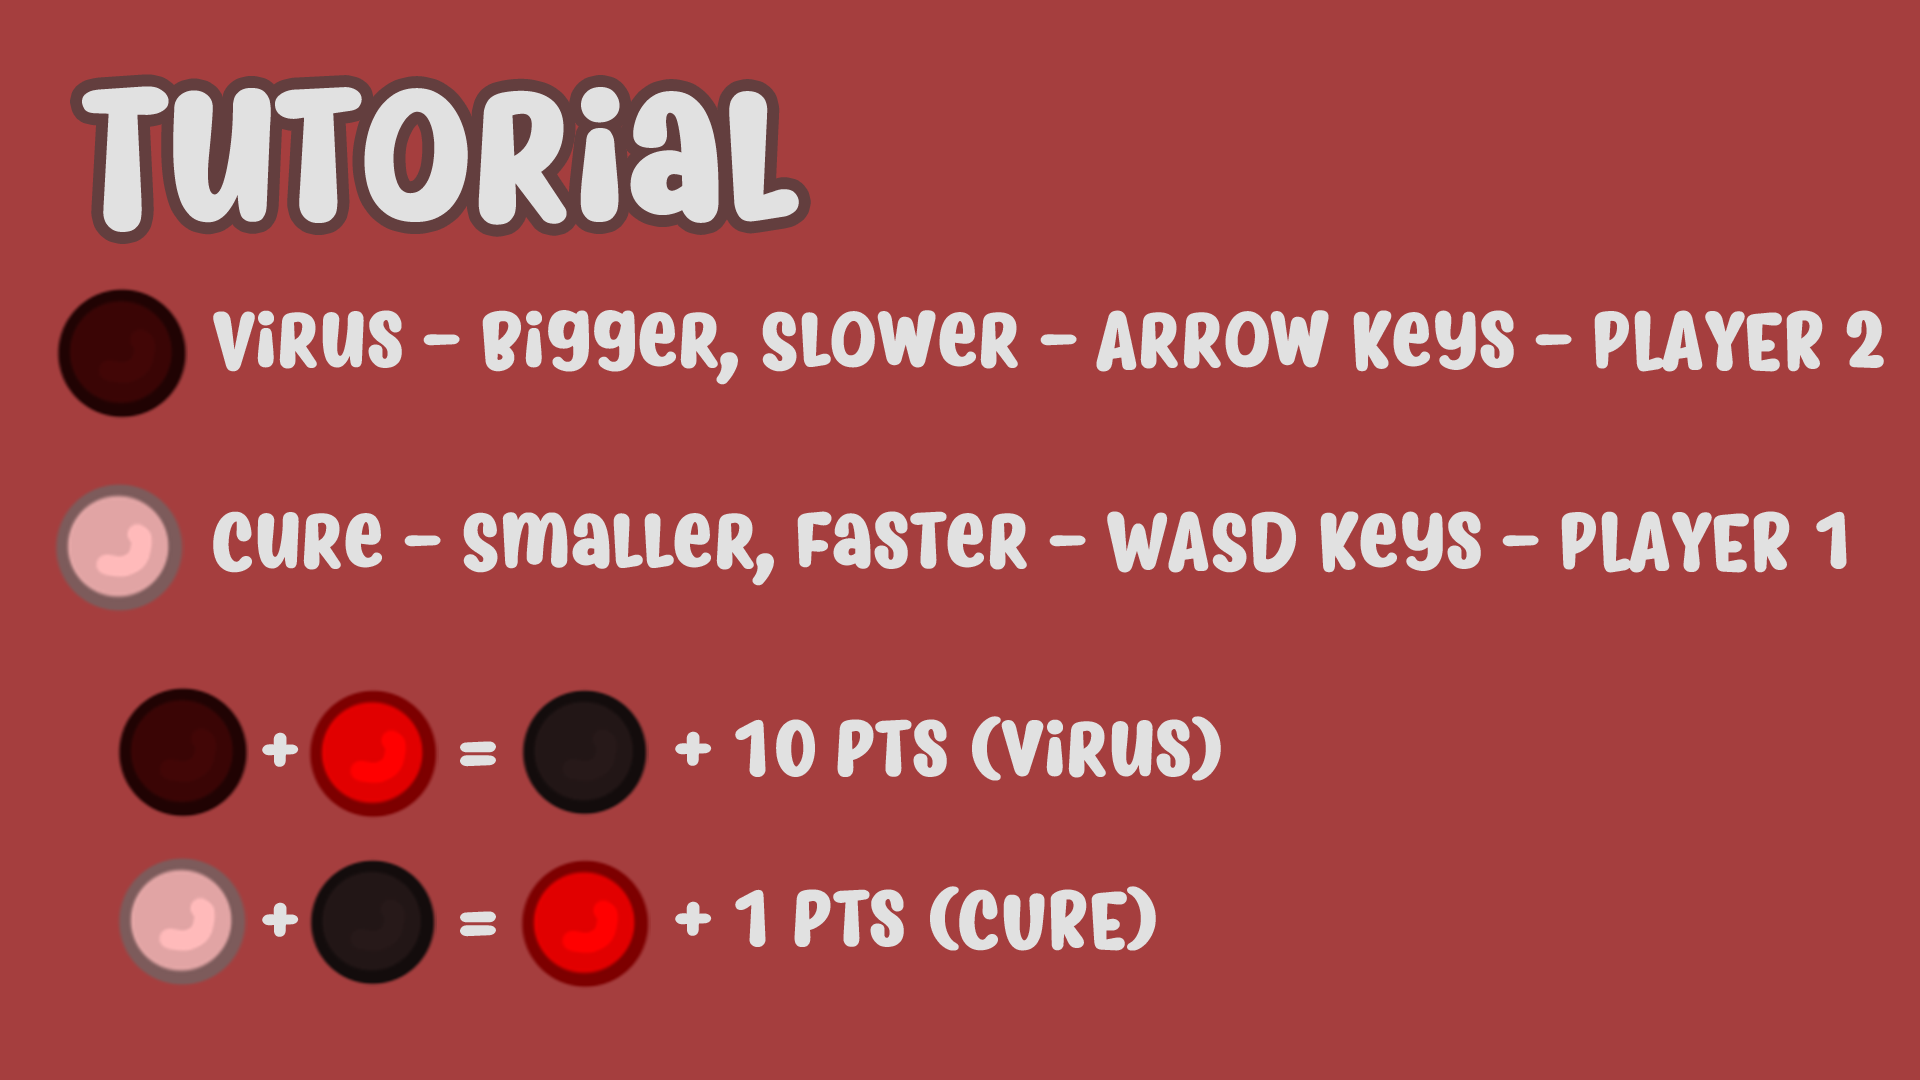 TUTORiaL
ViRUS - BiggeR, SLOWeR - ARROW KeyS - PLAYER 2
CURe - SmaLLeR, FaSTeR - WASD KeyS - PLAYER 1
+ = + 10 PTS (ViRUS)
+ = + 1 PTS (CURE)